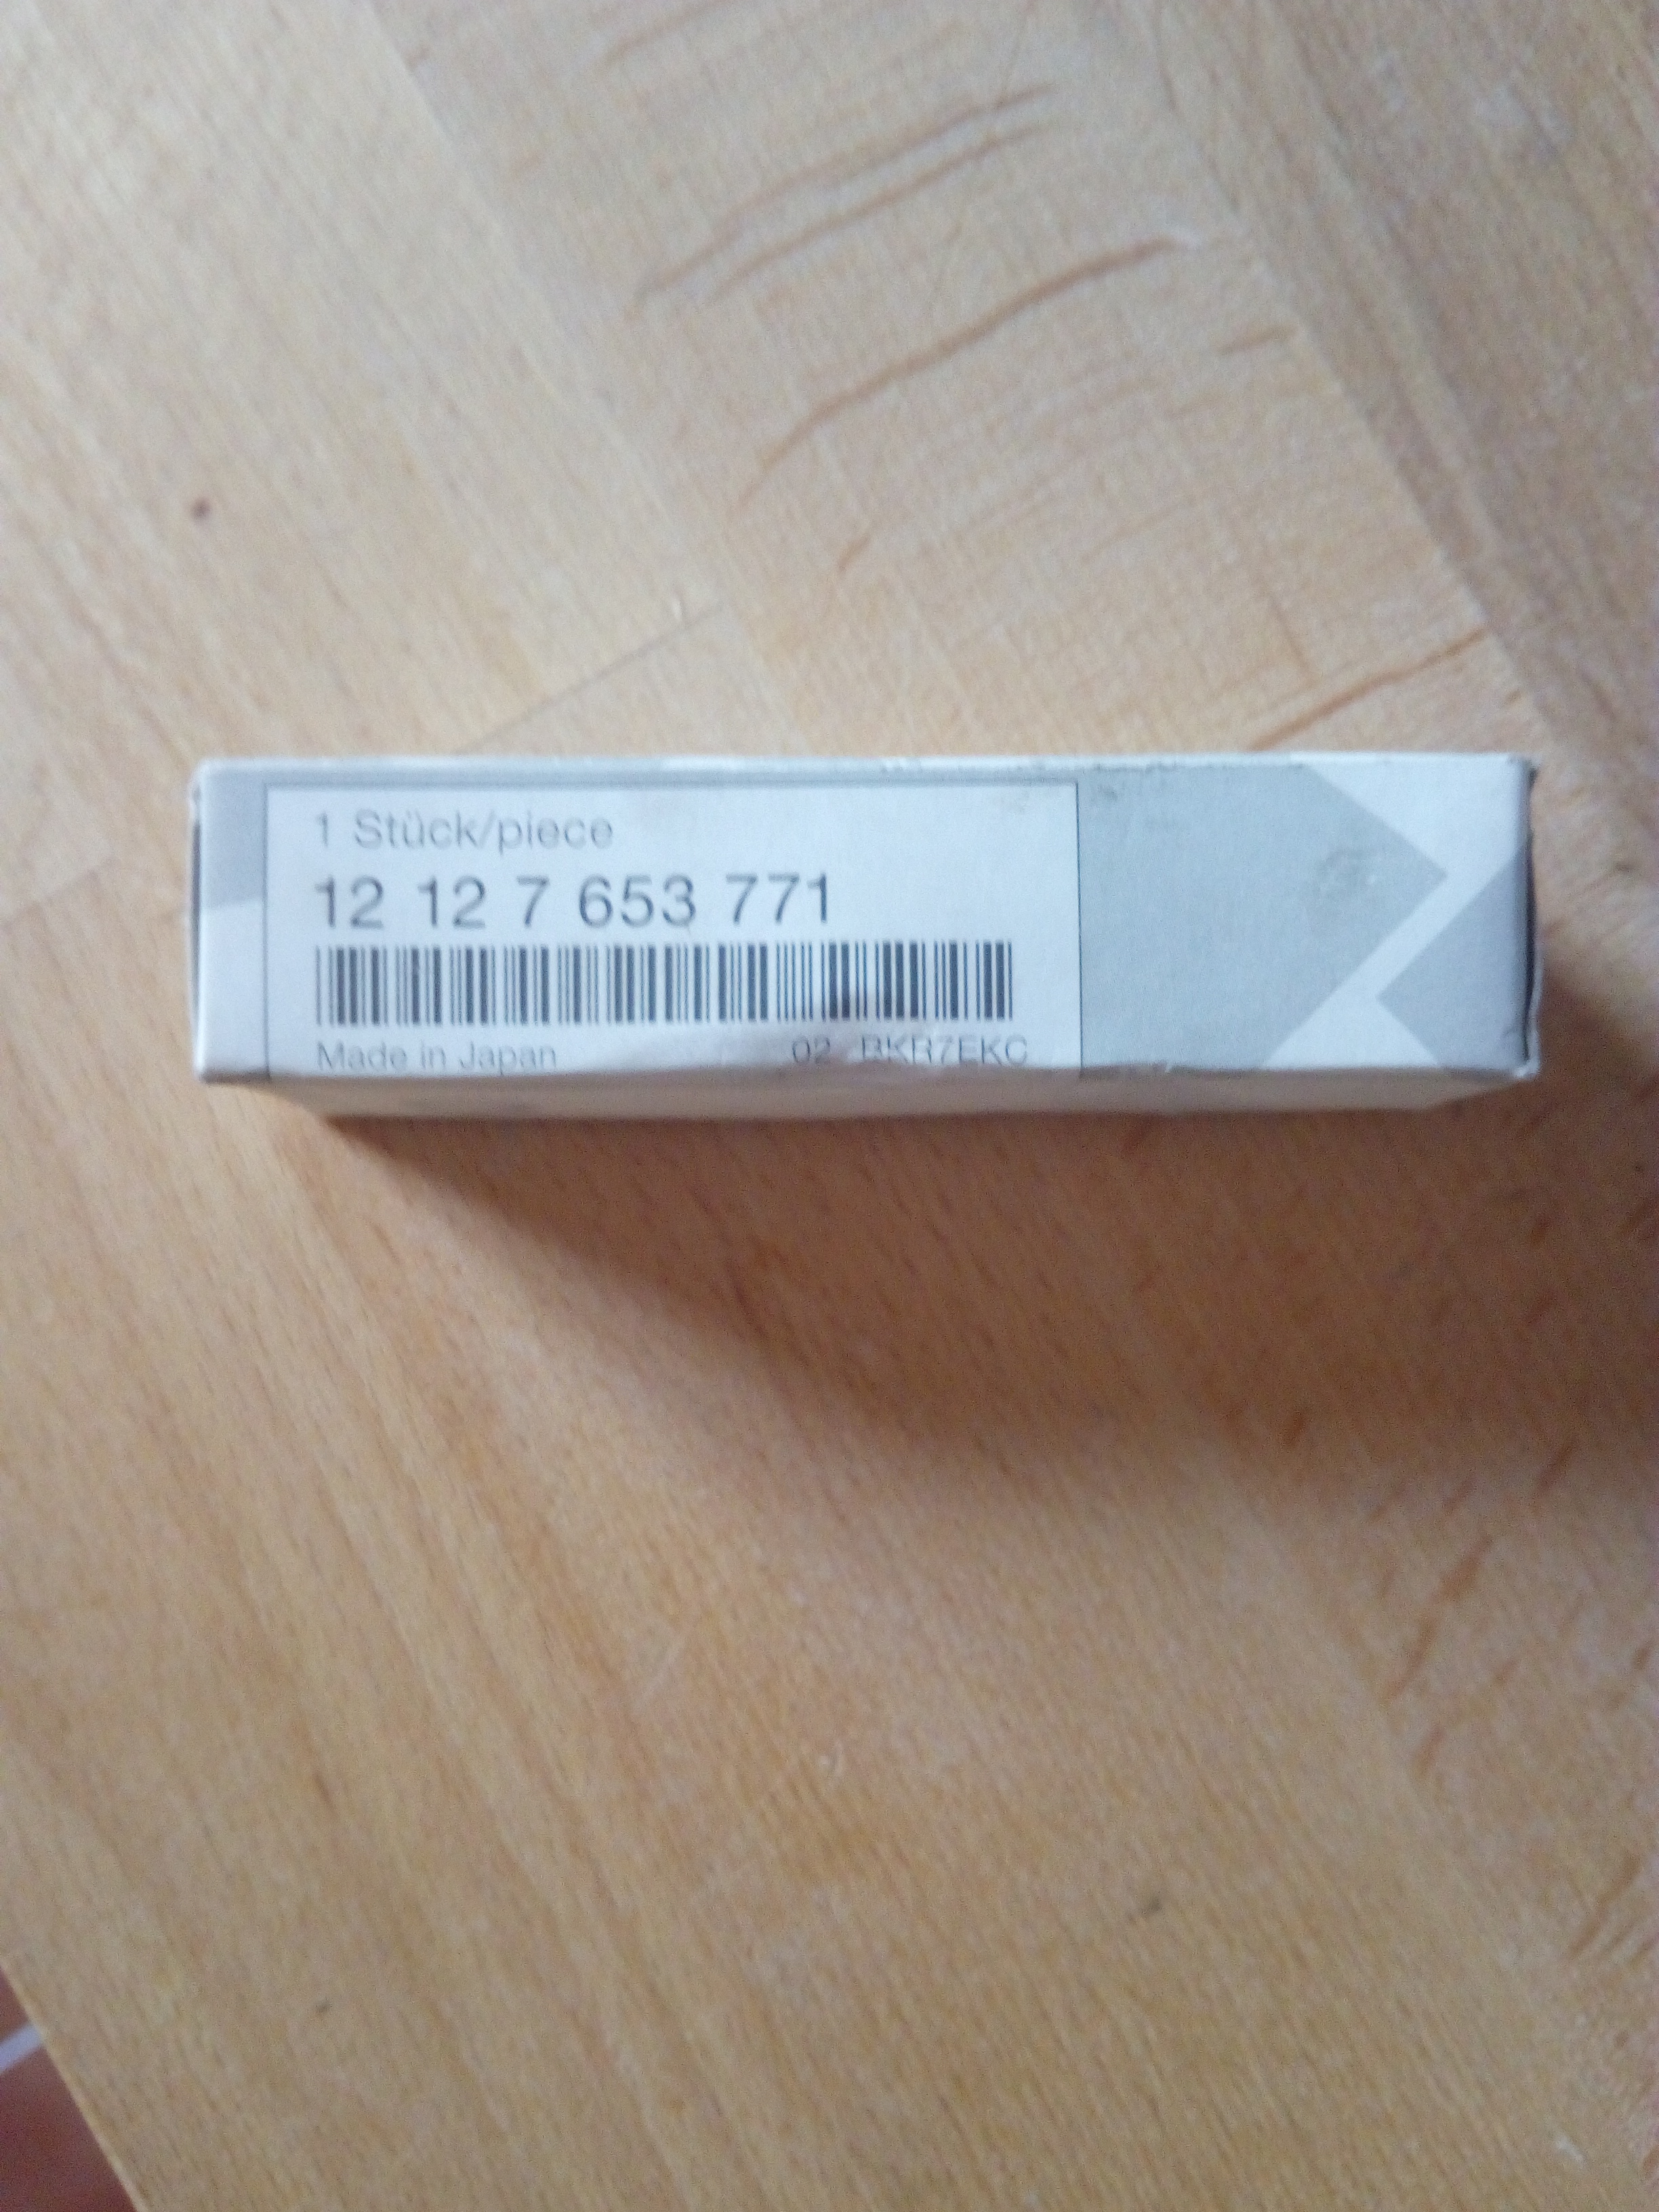 1 Stück/piece
12 12 7 653 771
Made in Japan 02 BKR7EKC